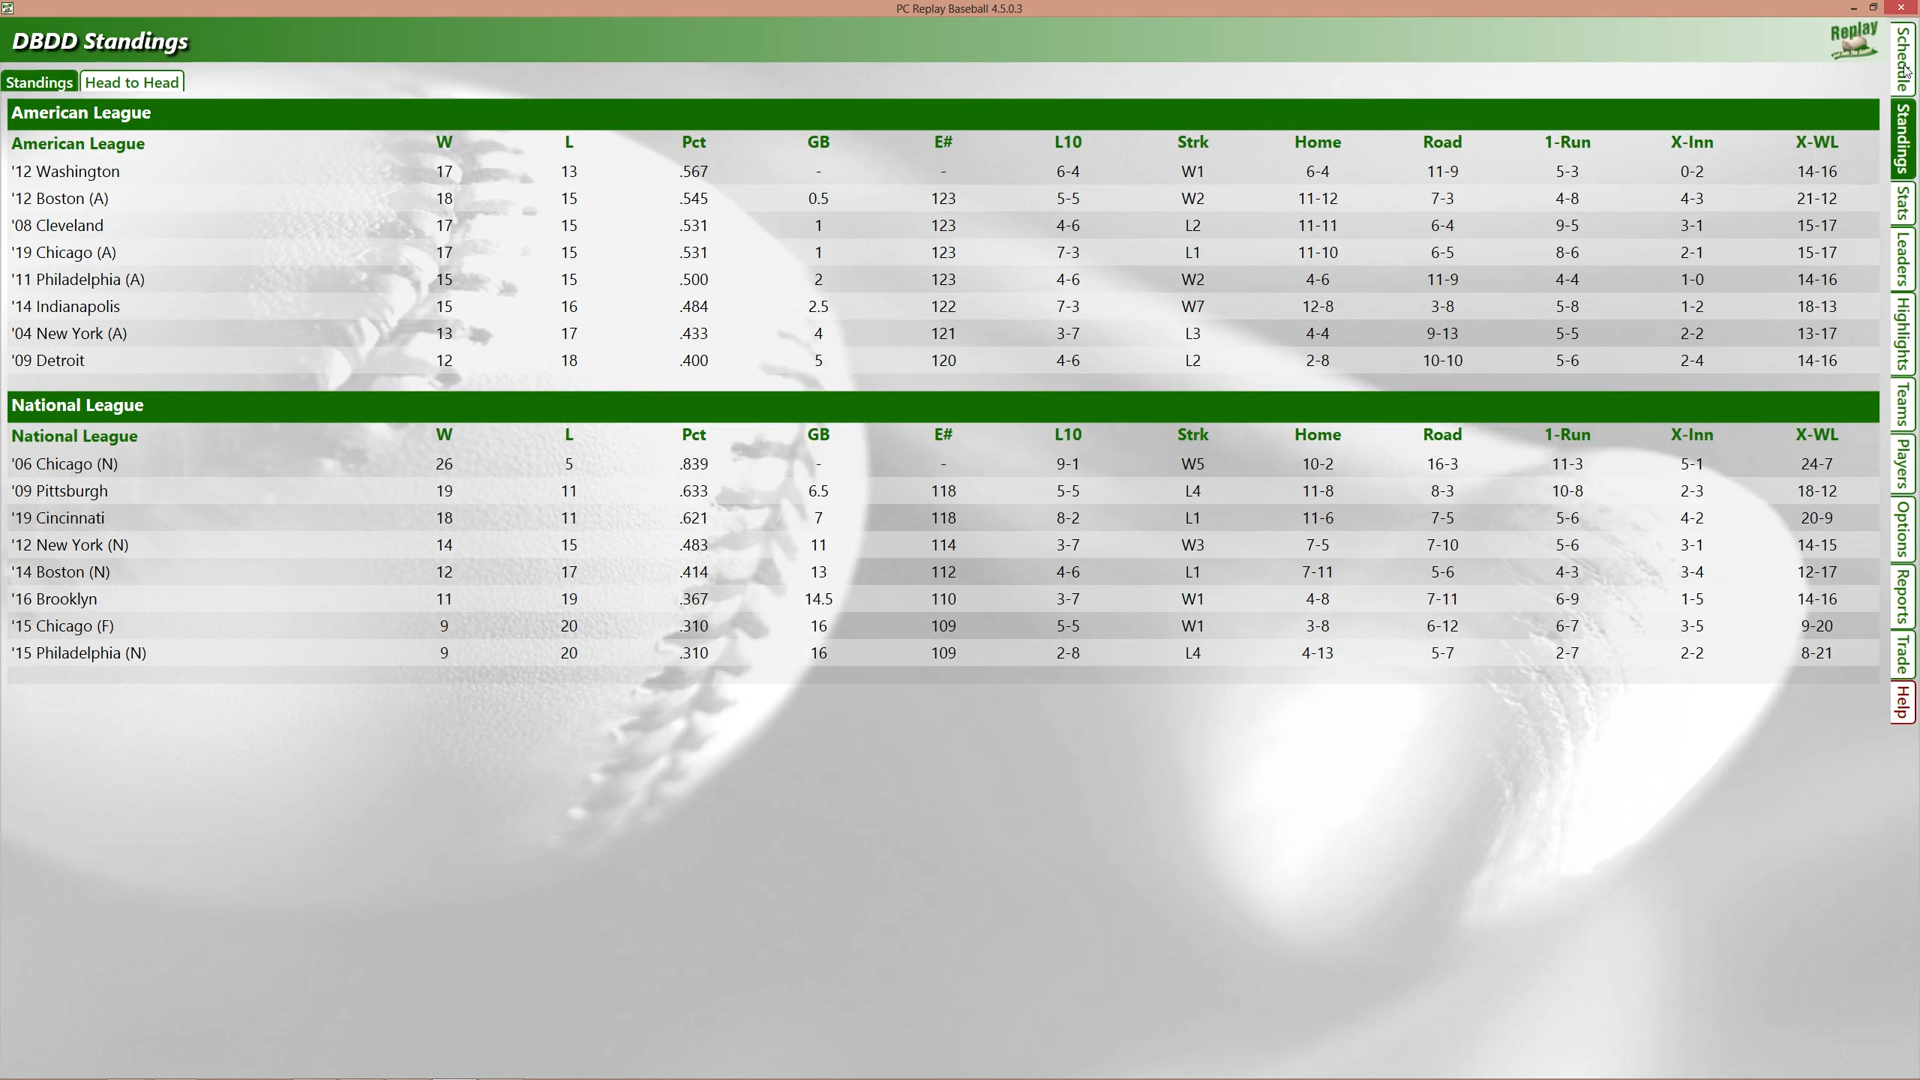 PC Replay Baseball 4.5.0.3
DBDD Standings
Replay
Standings Head to Head
American League
American League W L Pct GB E# L10 Strk Home Road 1-Run X-Inn X-WL
'12 Washington 17 13 .567 - - 6-4 W1 6-4 11-9 5-3 0-2 14-16
'12 Boston (A) 18 15 .545 0.5 123 5-5 W2 11-12 7-3 4-8 4-3 21-12
'08 Cleveland 17 15 .531 1 123 4-6 L2 11-11 6-4 9-5 3-1 15-17
'19 Chicago (A) 17 15 .531 1 123 7-3 L1 11-10 6-5 8-6 2-1 15-17
'11 Philadelphia (A) 15 15 .500 2 123 4-6 W2 4-6 11-9 4-4 1-0 14-16
'14 Indianapolis 15 16 .484 2.5 122 7-3 W7 12-8 3-8 5-8 1-2 18-13
'04 New York (A) 13 17 .433 4 121 3-7 L3 4-4 9-13 5-5 2-2 13-17
'09 Detroit 12 18 .400 5 120 4-6 L2 2-8 10-10 5-6 2-4 14-16
National League
National League W L Pct GB E# L10 Strk Home Road 1-Run X-Inn X-WL
'06 Chicago (N) 26 5 .839 - - 9-1 W5 10-2 16-3 11-3 5-1 24-7
'09 Pittsburgh 19 11 .633 6.5 118 5-5 L4 11-8 8-3 10-8 2-3 18-12
'19 Cincinnati 18 11 .621 7 118 8-2 L1 11-6 7-5 5-6 4-2 20-9
'12 New York (N) 14 15 .483 11 114 3-7 W3 7-5 7-10 5-6 3-1 14-15
'14 Boston (N) 12 17 .414 13 112 4-6 L1 7-11 5-6 4-3 3-4 12-17
'16 Brooklyn 11 19 .367 14.5 110 3-7 W1 4-8 7-11 6-9 1-5 14-16
'15 Chicago (F) 9 20 .310 16 109 5-5 W1 3-8 6-12 6-7 3-5 9-20
'15 Philadelphia (N) 9 20 .310 16 109 2-8 L4 4-13 5-7 2-7 2-2 8-21
Schedule
Standings
Stats
Leaders
Highlights
Teams
Players
Options
Reports
Trade
Help